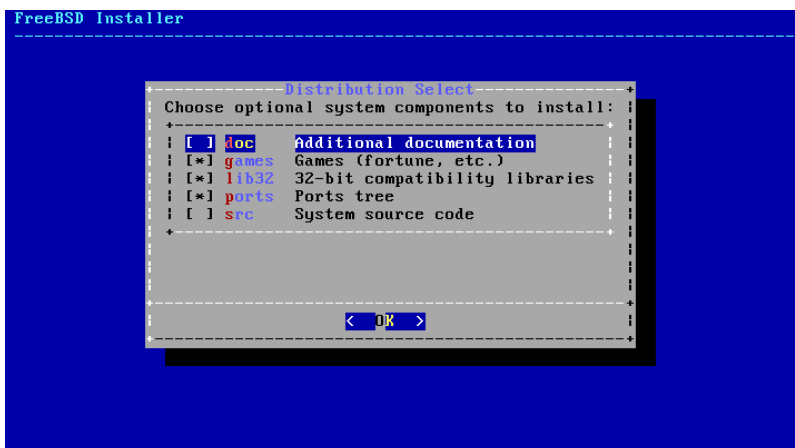 FreeBSD Installer
Distribution Select
Choose optional system components to install:
[ ] doc Additional documentation
[*] games Games (fortune, etc.)
[*] lib32 32-bit compatibility libraries
[*] ports Ports tree
[ ] src System source code
< OK >